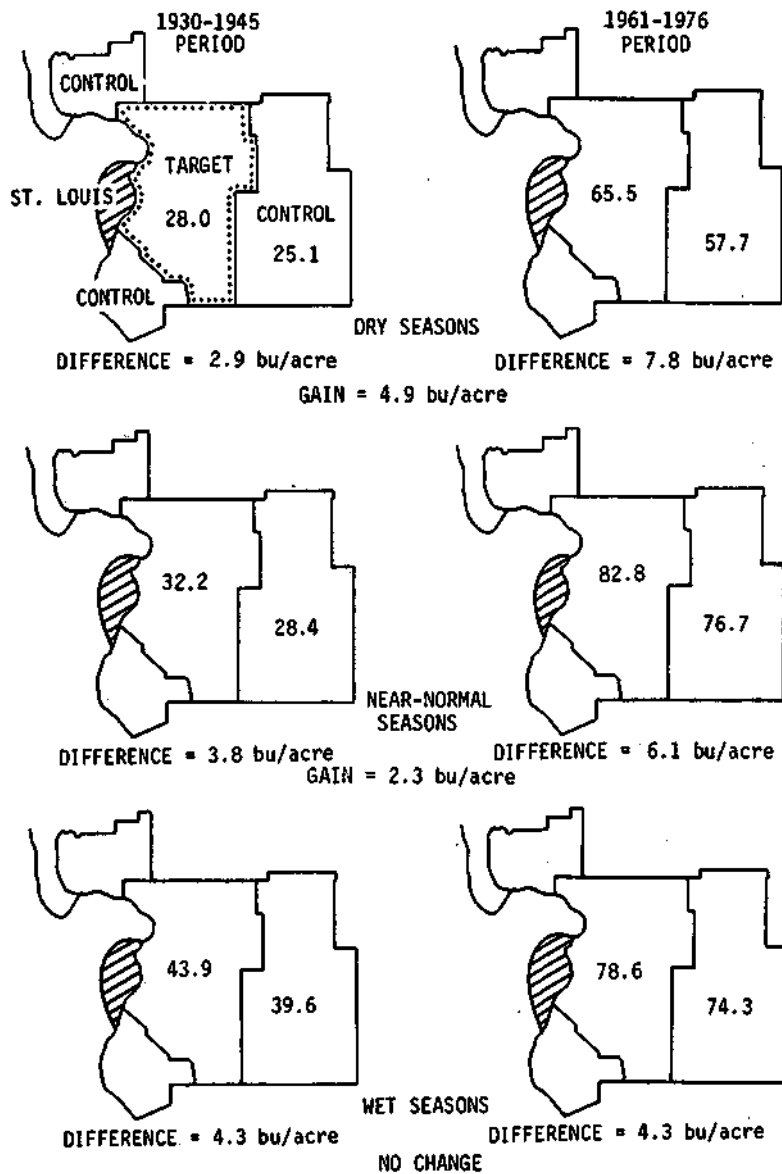 1930-1945
PERIOD
1961-1976
PERIOD
CONTROL
TARGET
ST. LOUIS
28.0
CONTROL
25.1
CONTROL
65.5
57.7
DRY SEASONS
DIFFERENCE = 2.9 bu/acre
DIFFERENCE = 7.8 bu/acre
GAIN = 4.9 bu/acre
32.2
28.4
82.8
76.7
NEAR-NORMAL
SEASONS
DIFFERENCE = 3.8 bu/acre
DIFFERENCE = 6.1 bu/acre
GAIN = 2.3 bu/acre
43.9
39.6
78.6
74.3
WET SEASONS
DIFFERENCE = 4.3 bu/acre
DIFFERENCE = 4.3 bu/acre
NO CHANGE